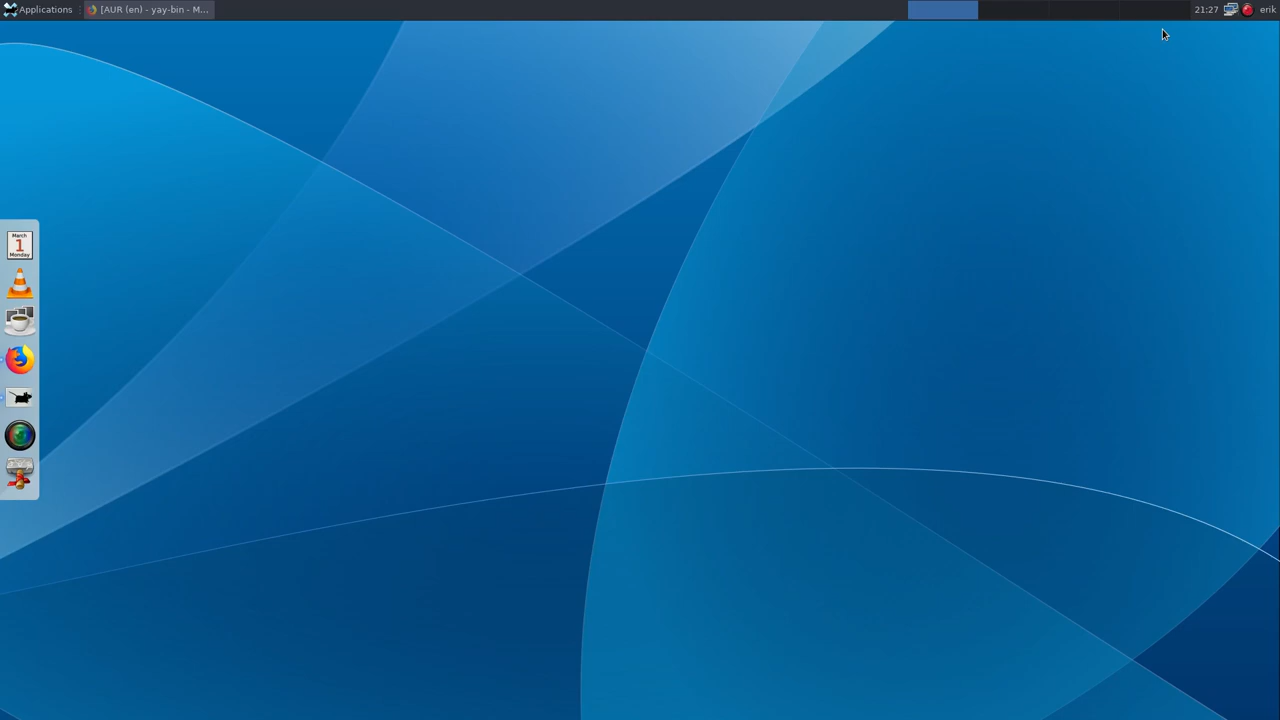 Applications
[AUR (en) - yay-bin - M...
21:27
erik
March
1
Monday